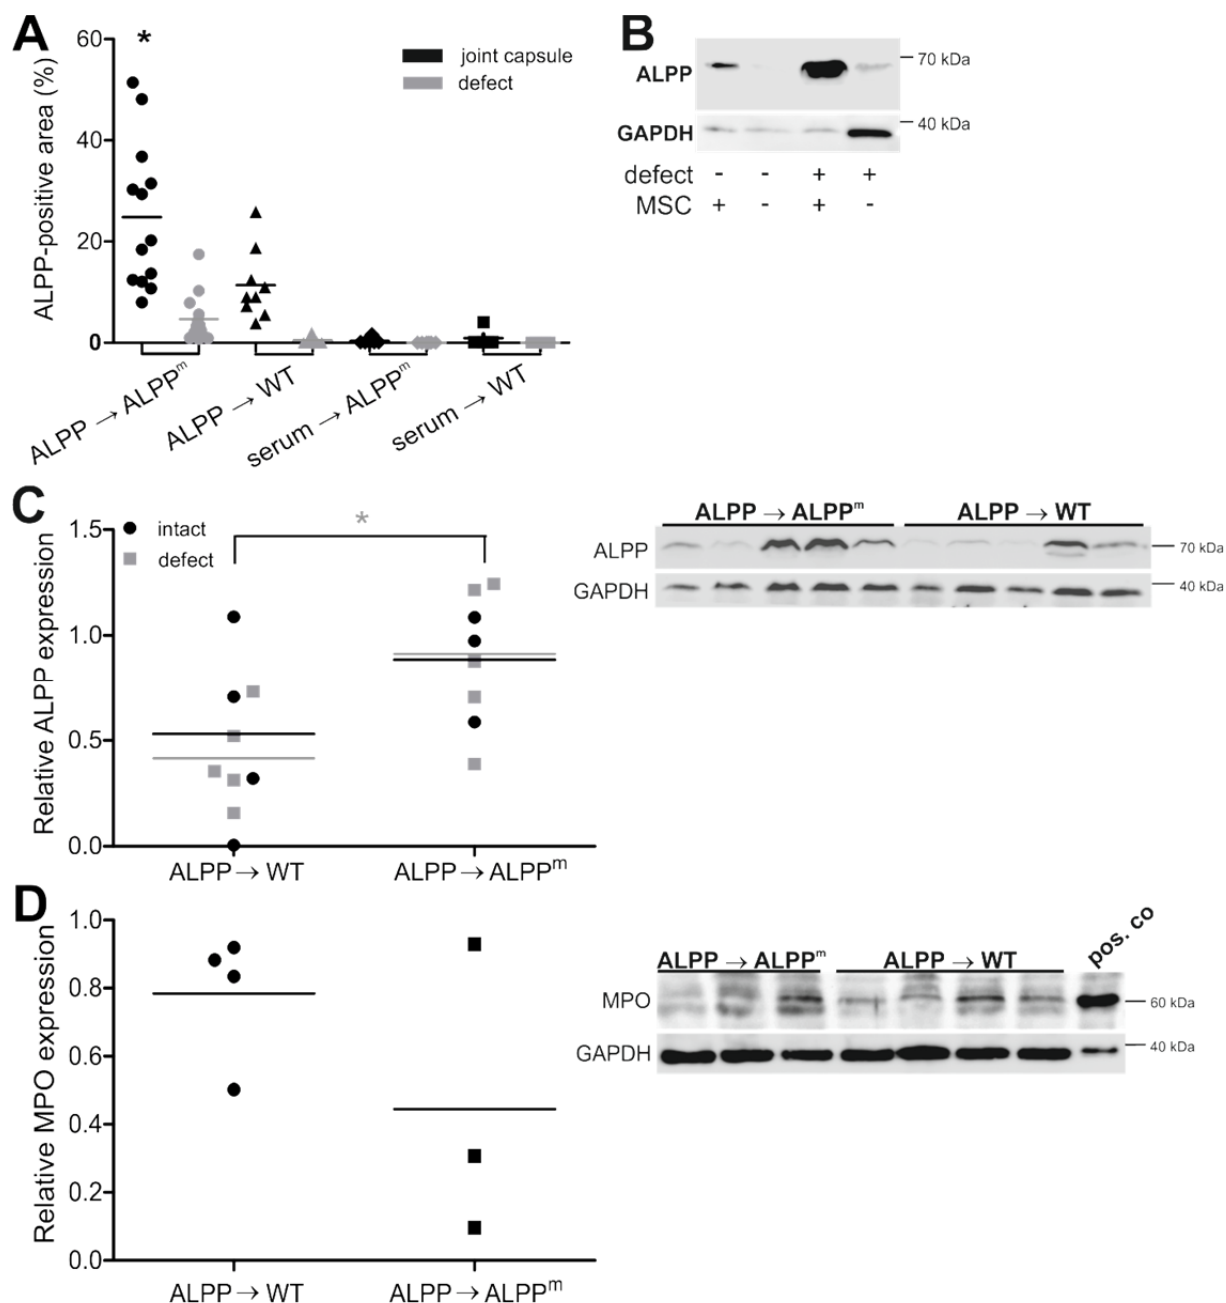 A
ALPP-positive area (%)
60
40
20
0
*
joint capsule
defect
ALPP → ALPPᵐ
ALPP → WT
serum → ALPPᵐ
serum → WT
B
ALPP
70 kDa
GAPDH
40 kDa
defect - - + +
MSC + - + -
C
Relative ALPP expression
1.5
1.0
0.5
0.0
intact
defect
*
ALPP → WT
ALPP → ALPPᵐ
ALPP → ALPPᵐ ALPP → WT
ALPP
70 kDa
GAPDH
40 kDa
D
Relative MPO expression
1.0
0.8
0.6
0.4
0.2
0.0
ALPP → WT
ALPP → ALPPᵐ
ALPP → ALPPᵐ ALPP → WT pos. co
MPO
60 kDa
GAPDH
40 kDa